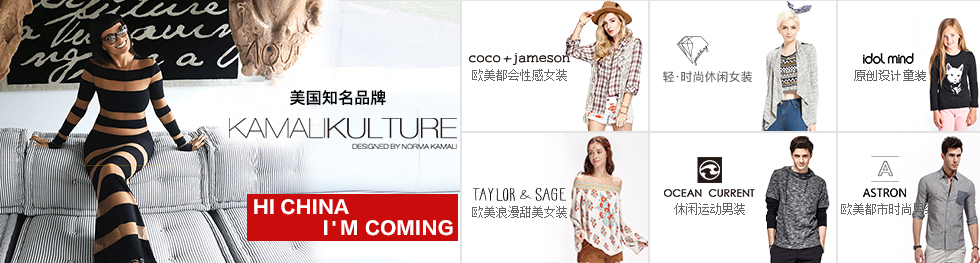 美国知名品牌
KAMALIKULTURE
DESIGNED BY NORMA KAMALI
HI CHINA
I'M COMING
coco+jameson
欧美都会性感女装
轻·时尚休闲女装
idol mind
原创设计童装
TAYLOR & SAGE
欧美浪漫甜美女装
OCEAN CURRENT
休闲运动男装
A
ASTRON
欧美都市时尚男装